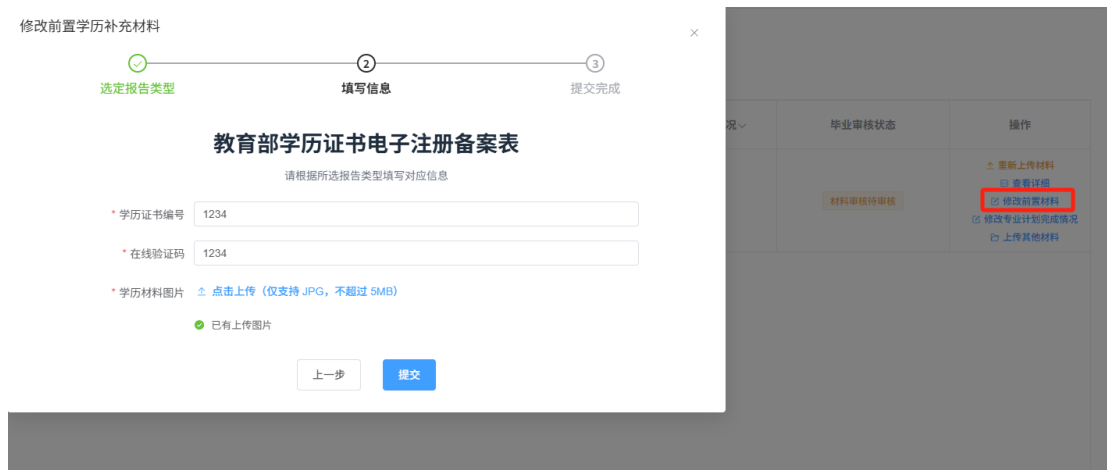 修改前置学历补充材料
2
3
选定报告类型
填写信息
提交完成
教育部学历证书电子注册备案表
请根据所选报告类型填写对应信息
* 学历证书编号 1234
* 在线验证码 1234
* 学历材料图片 点击上传（仅支持 JPG，不超过 5MB）
已有上传图片
上一步 提交
况 毕业审核状态 操作
重新上传材料
查看详细
材料审核待审核 修改前置材料
修改专业计划完成情况
上传其他材料